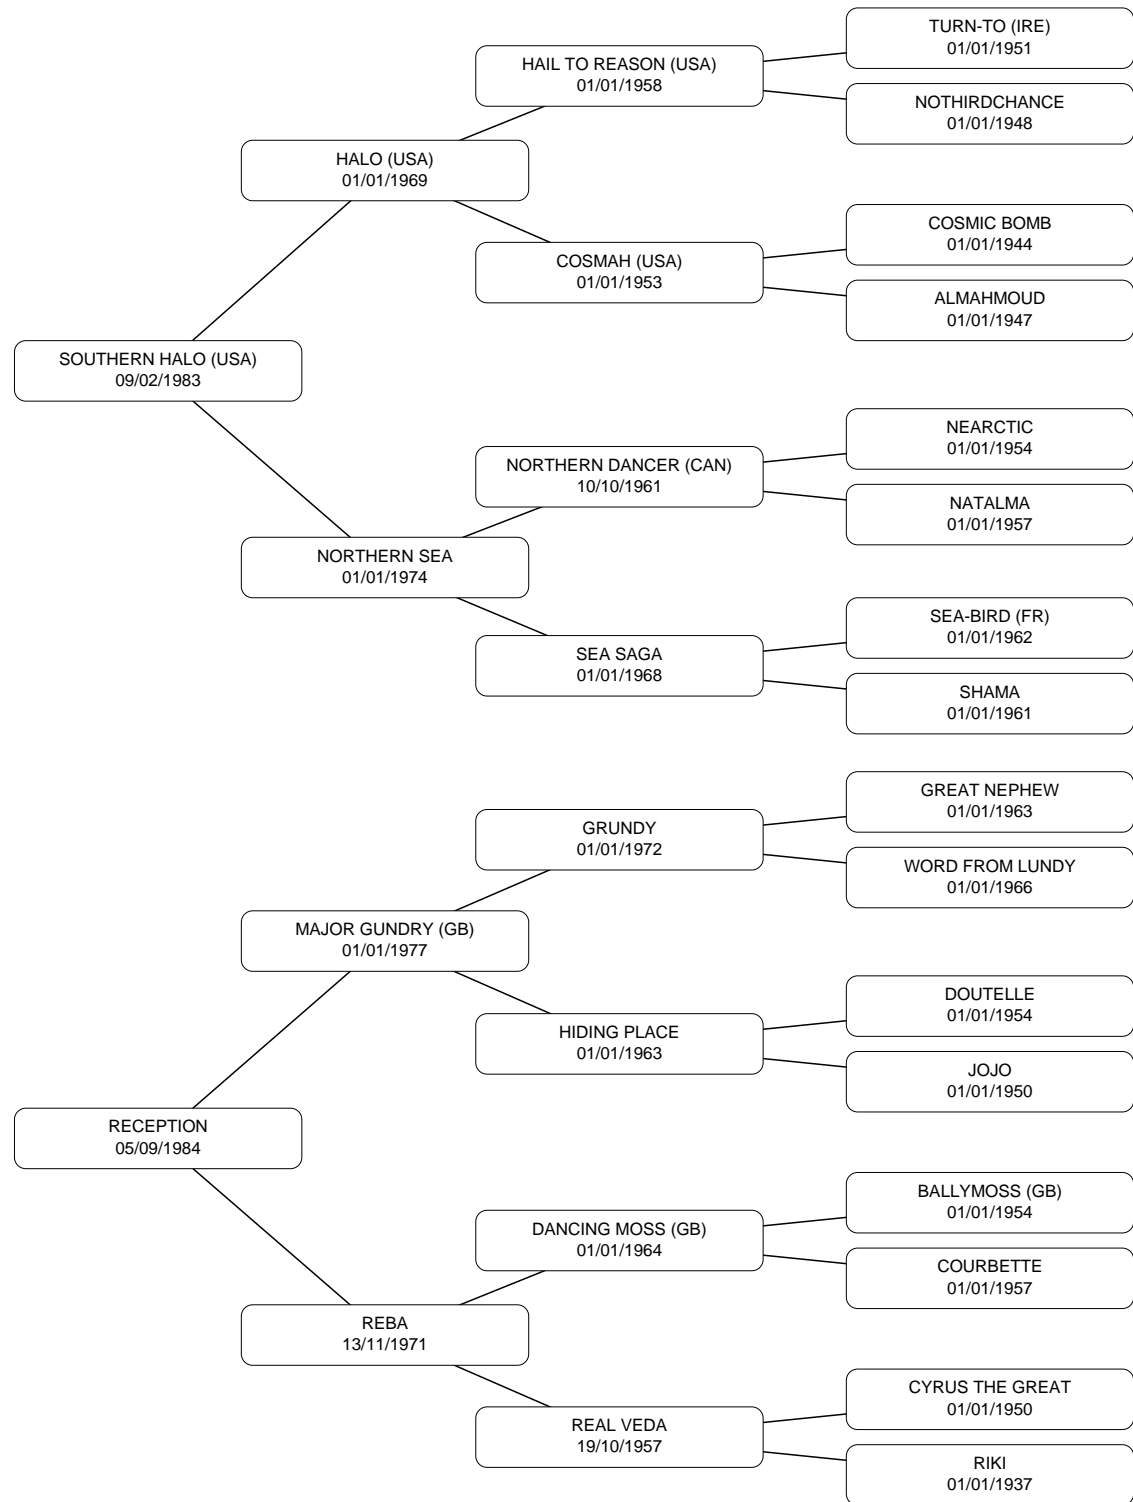 TURN-TO (IRE)
01/01/1951
HAIL TO REASON (USA)
01/01/1958
NOTHIRDCHANCE
01/01/1948
HALO (USA)
01/01/1969
COSMIC BOMB
01/01/1944
COSMAH (USA)
01/01/1953
ALMAHMOUD
01/01/1947
SOUTHERN HALO (USA)
09/02/1983
NEARCTIC
01/01/1954
NORTHERN DANCER (CAN)
10/10/1961
NATALMA
01/01/1957
NORTHERN SEA
01/01/1974
SEA-BIRD (FR)
01/01/1962
SEA SAGA
01/01/1968
SHAMA
01/01/1961
GREAT NEPHEW
01/01/1963
GRUNDY
01/01/1972
WORD FROM LUNDY
01/01/1966
MAJOR GUNDRY (GB)
01/01/1977
DOUTELLE
01/01/1954
HIDING PLACE
01/01/1963
JOJO
01/01/1950
RECEPTION
05/09/1984
BALLYMOSS (GB)
01/01/1954
DANCING MOSS (GB)
01/01/1964
COURBETTE
01/01/1957
REBA
13/11/1971
CYRUS THE GREAT
01/01/1950
REAL VEDA
19/10/1957
RIKI
01/01/1937